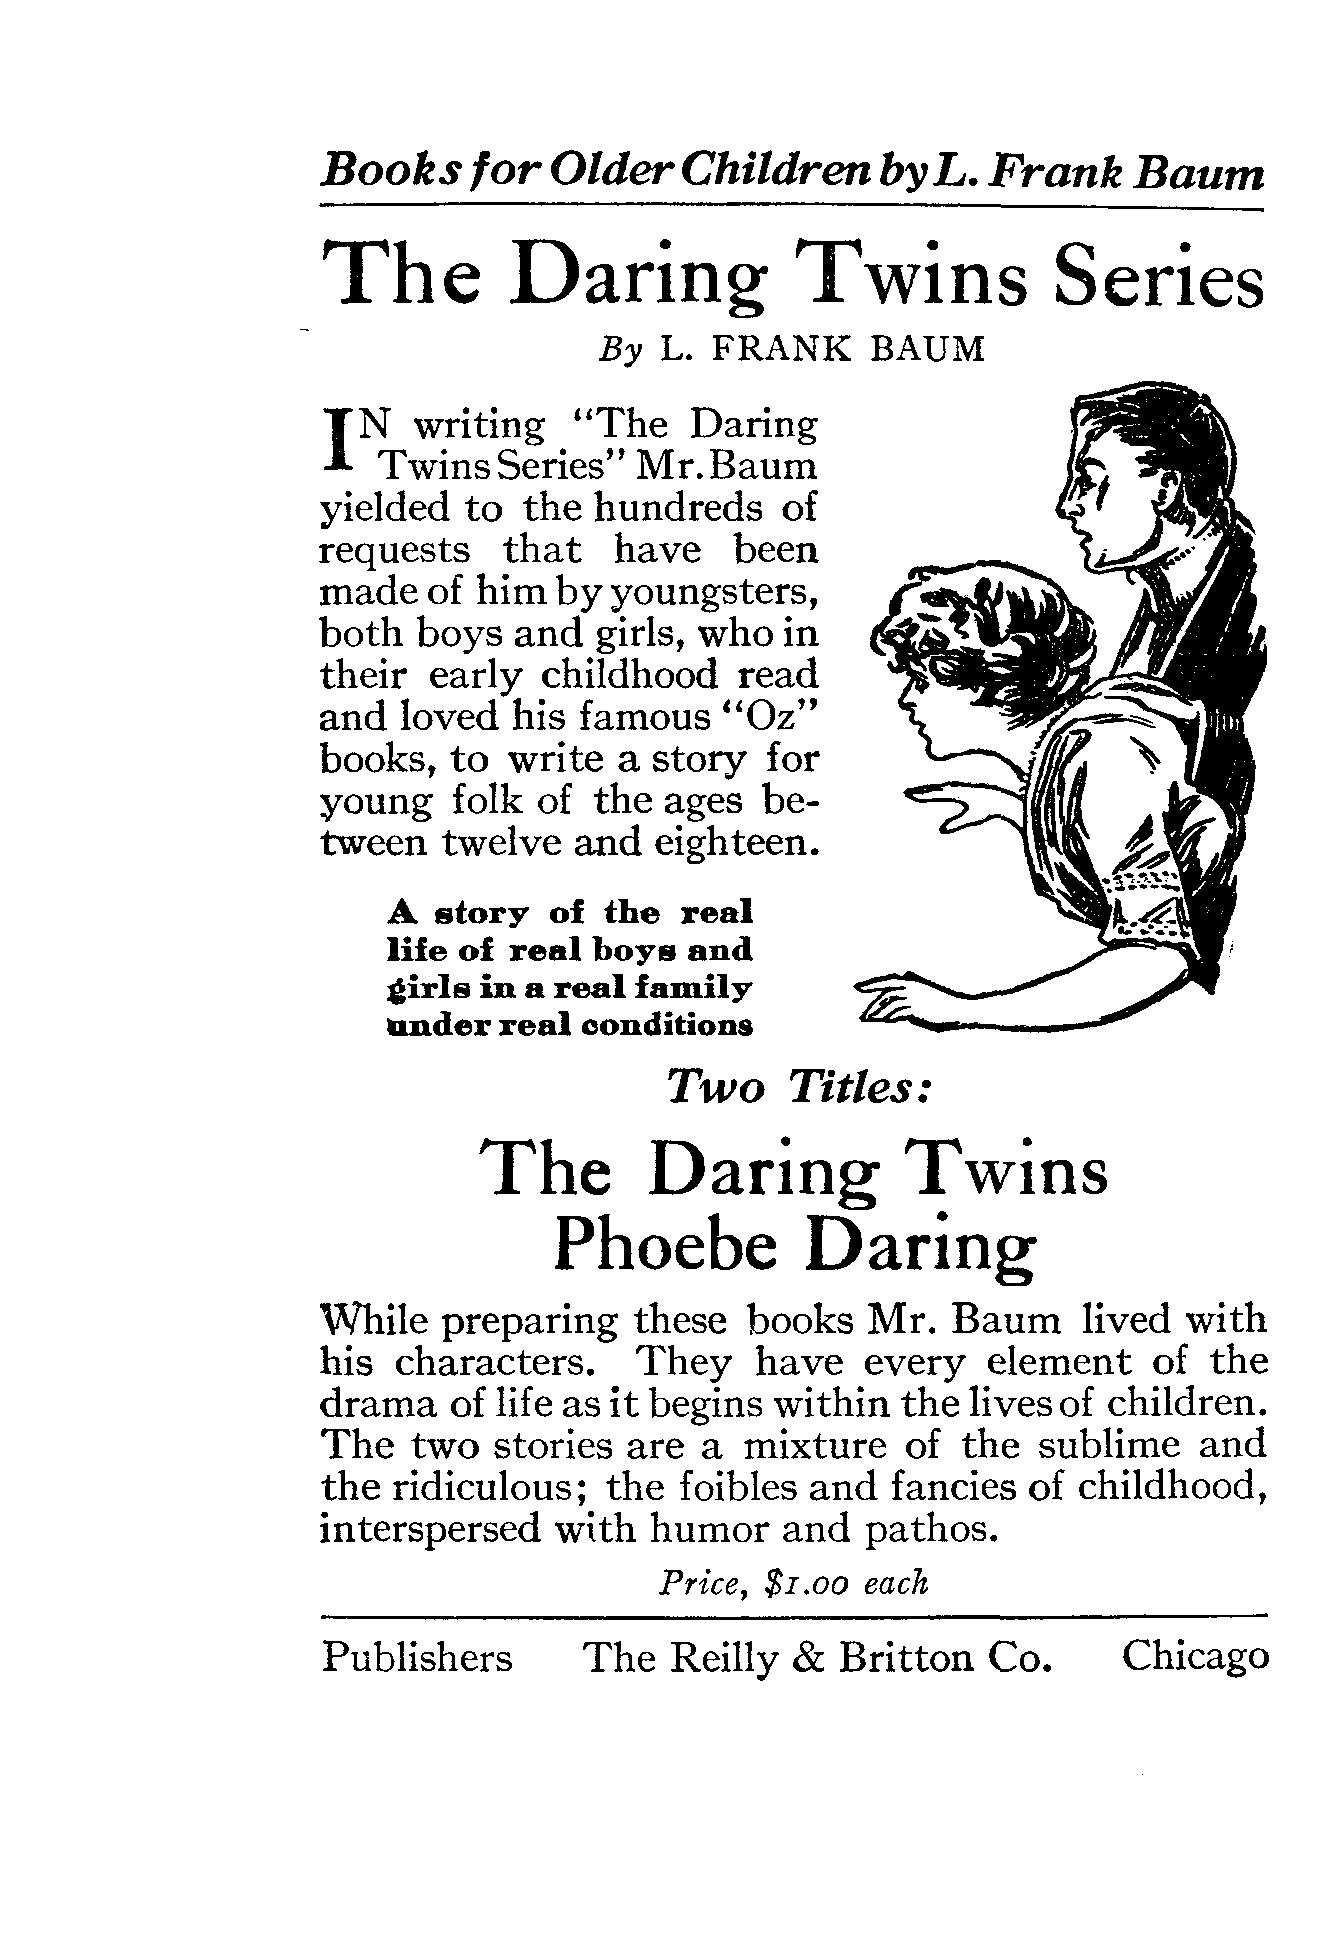 Books for Older Children by L. Frank Baum
The Daring Twins Series
By L. FRANK BAUM
IN writing “The Daring
Twins Series” Mr. Baum
yielded to the hundreds of
requests that have been
made of him by youngsters,
both boys and girls, who in
their early childhood read
and loved his famous “Oz”
books, to write a story for
young folk of the ages be-
tween twelve and eighteen.
A story of the real
life of real boys and
girls in a real family
under real conditions
Two Titles:
The Daring Twins
Phoebe Daring
While preparing these books Mr. Baum lived with
his characters. They have every element of the
drama of life as it begins within the lives of children.
The two stories are a mixture of the sublime and
the ridiculous; the foibles and fancies of childhood,
interspersed with humor and pathos.
Price, $1.00 each
Publishers The Reilly & Britton Co. Chicago